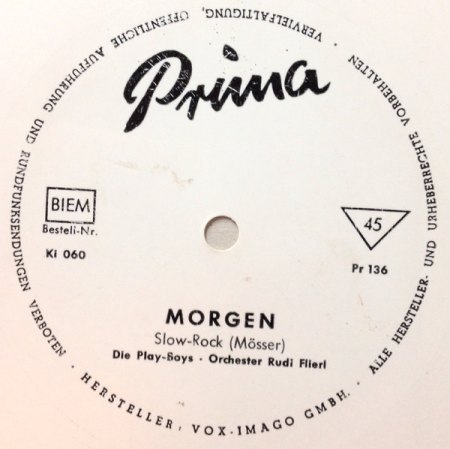 Prima
BIEM
Bestell-Nr.
Ki 060
45
Pr 136
MORGEN
Slow-Rock (Mösser)
Die Play-Boys · Orchester Rudi Flierl
· HERSTELLER: VOX-IMAGO GMBH. · ALLE HERSTELLER- UND URHEBERRECHTE VORBEHALTEN · VERVIELFÄLTIGUNG, ÖFFENTLICHE AUFFÜHRUNG UND RUNDFUNKSENDUNGEN VERBOTEN